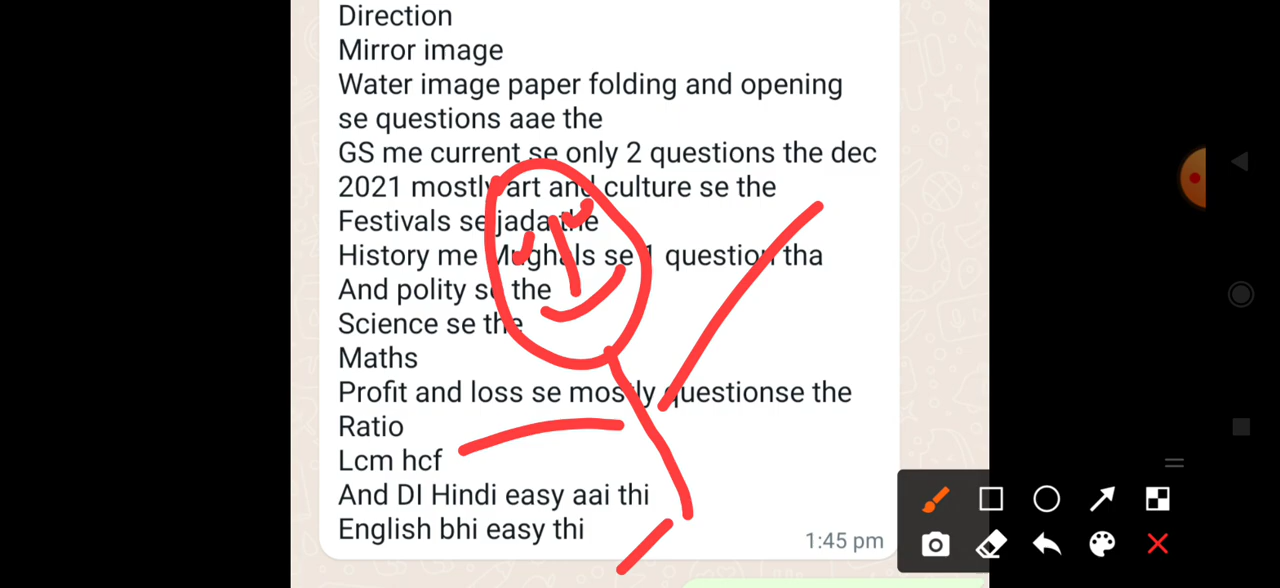 Direction
Mirror image
Water image paper folding and opening
se questions aae the
GS me current se only 2 questions the dec
2021 mostly art and culture se the
Festivals se jada the
History me Mughals se 1 question tha
And polity se the
Science se the
Maths
Profit and loss se mostly questionse the
Ratio
Lcm hcf
And DI Hindi easy aai thi
English bhi easy thi
1:45 pm